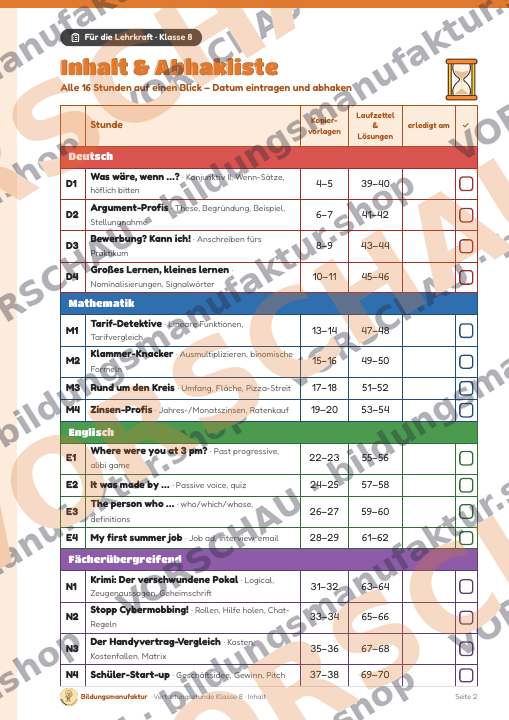 Für die Lehrkraft · Klasse 8
Inhalt & Abhakliste
Alle 16 Stunden auf einen Blick – Datum eintragen und abhaken
Stunde
Kopier-
vorlagen
Laufzettel
&
Lösungen
erledigt am
✓
Deutsch
D1 Was wäre, wenn …? · Konjunktiv II, Wenn-Sätze, 4–5 39–40
höflich bitten
D2 Argument-Profis · These, Begründung, Beispiel, 6–7 41–42
Stellungnahme
D3 Bewerbung? Kann ich! · Anschreiben fürs 8–9 43–44
Praktikum
D4 Großes Lernen, kleines lernen · 10–11 45–46
Nominalisierungen, Signalwörter
Mathematik
M1 Tarif-Detektive · Lineare Funktionen, 13–14 47–48
Tarifvergleich
M2 Klammer-Knacker · Ausmultiplizieren, binomische 15–16 49–50
Formeln
M3 Rund um den Kreis · Umfang, Fläche, Pizza-Streit 17–18 51–52
M4 Zinsen-Profis · Jahres-/Monatszinsen, Ratenkauf 19–20 53–54
Englisch
E1 Where were you at 3 pm? · Past progressive, 22–23 55–56
alibi game
E2 It was made by … · Passive voice, quiz 24–25 57–58
E3 The person who … · who/which/whose, 26–27 59–60
definitions
E4 My first summer job · Job ad, interview, email 28–29 61–62
Fächerübergreifend
N1 Krimi: Der verschwundene Pokal · Logical, 31–32 63–64
Zeugenaussagen, Geheimschrift
N2 Stopp Cybermobbing! · Rollen, Hilfe holen, Chat- 33–34 65–66
Regeln
N3 Der Handyvertrag-Vergleich · Kosten, 35–36 67–68
Kostenfallen, Matrix
N4 Schüler-Start-up · Geschäftsidee, Gewinn, Pitch 37–38 69–70
Bildungsmanufaktur · Vertretungsstunde Klasse 8 · Inhalt
Seite 2
VORSCHAU · bildungsmanufaktur.shop